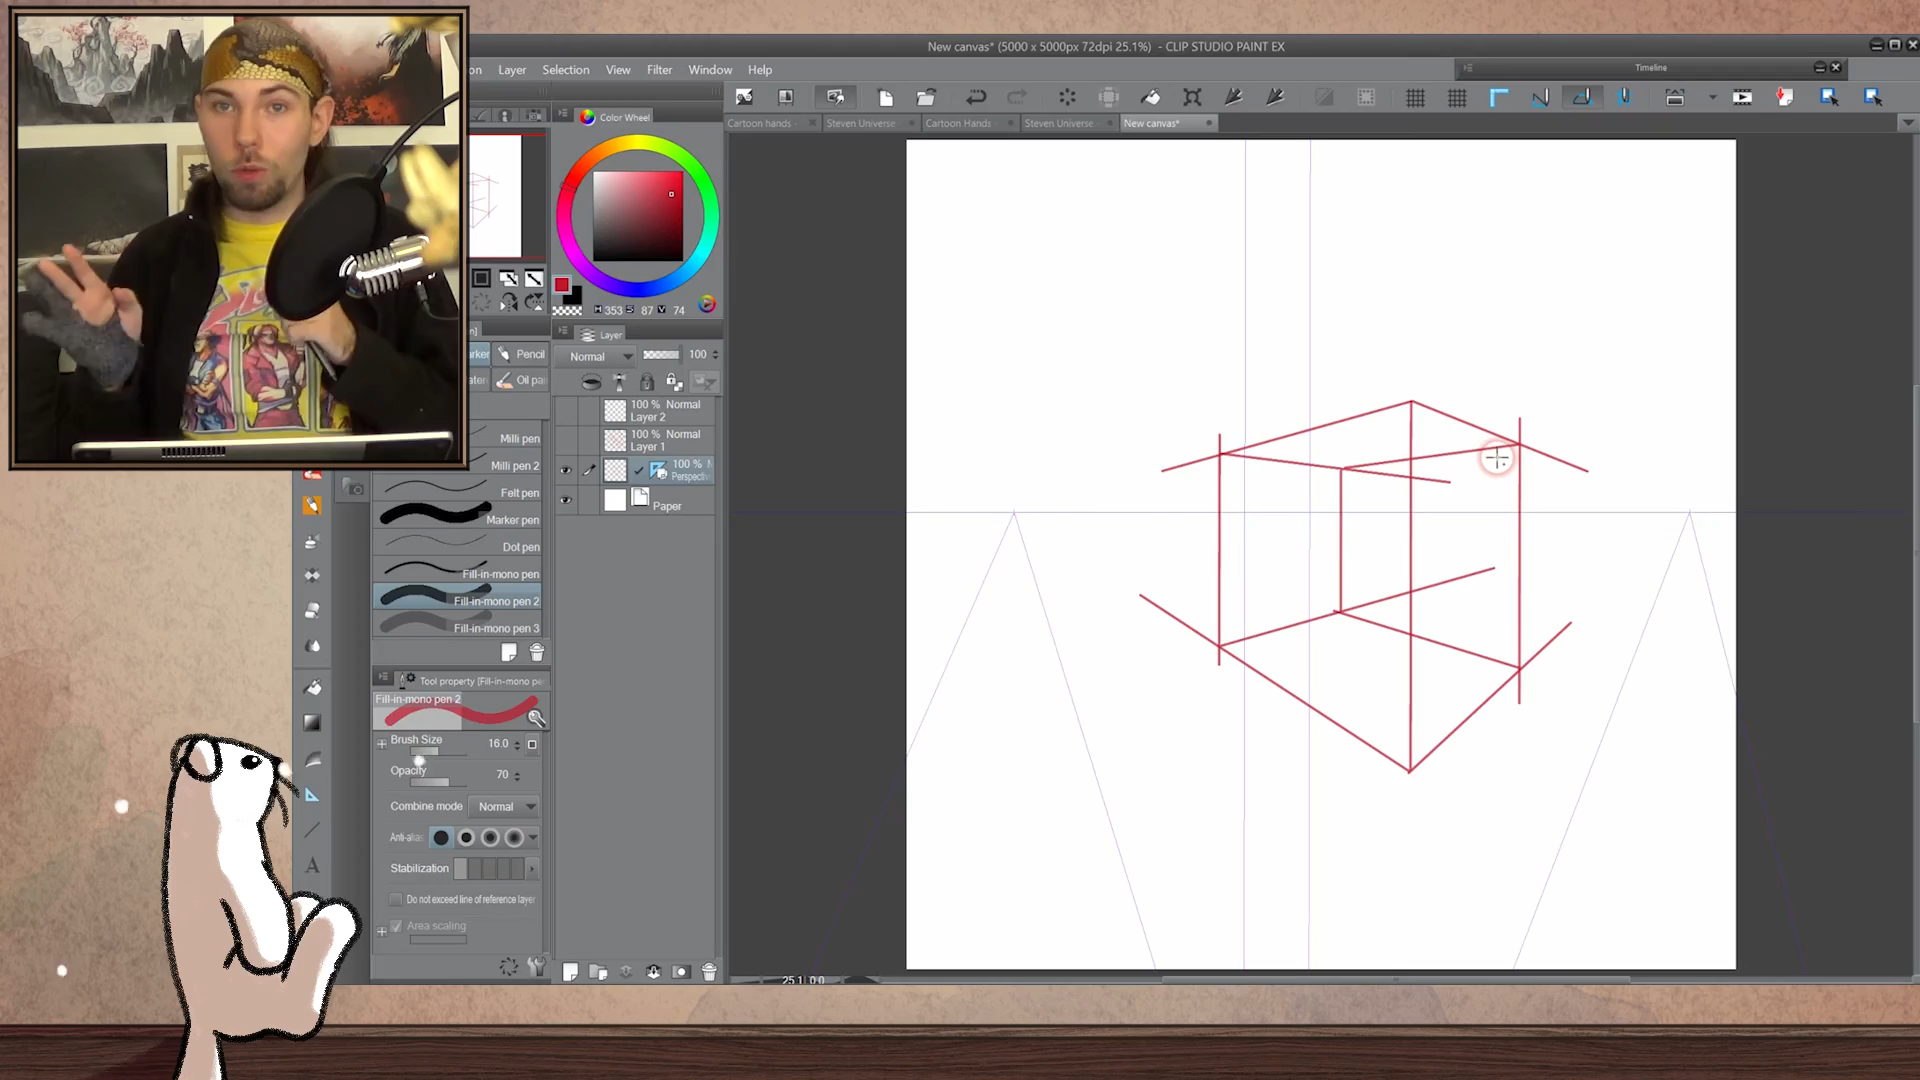 New canvas* (5000 x 5000px 72dpi 25.1%) - CLIP STUDIO PAINT EX
on Layer Selection View Filter Window Help
Timeline
Cartoon hands Steven Universe Cartoon Hands Steven Universe New canvas*
Color Wheel
H 353 S 87 V 74
Layer
Normal 100
100 % Normal
Layer 2
100 % Normal
Layer 1
100 % N
Perspectiv
Paper
arker Pencil
ater Oil pai
Milli pen
Milli pen 2
Felt pen
Marker pen
Dot pen
Fill-in-mono pen
Fill-in-mono pen 2
Fill-in-mono pen 3
Tool property [Fill-in-mono pe
Fill-in-mono pen 2
Brush Size 16.0
Opacity 70
Combine mode Normal
Anti-alias
Stabilization
Do not exceed line of reference layer
Area scaling
25.1 0.0